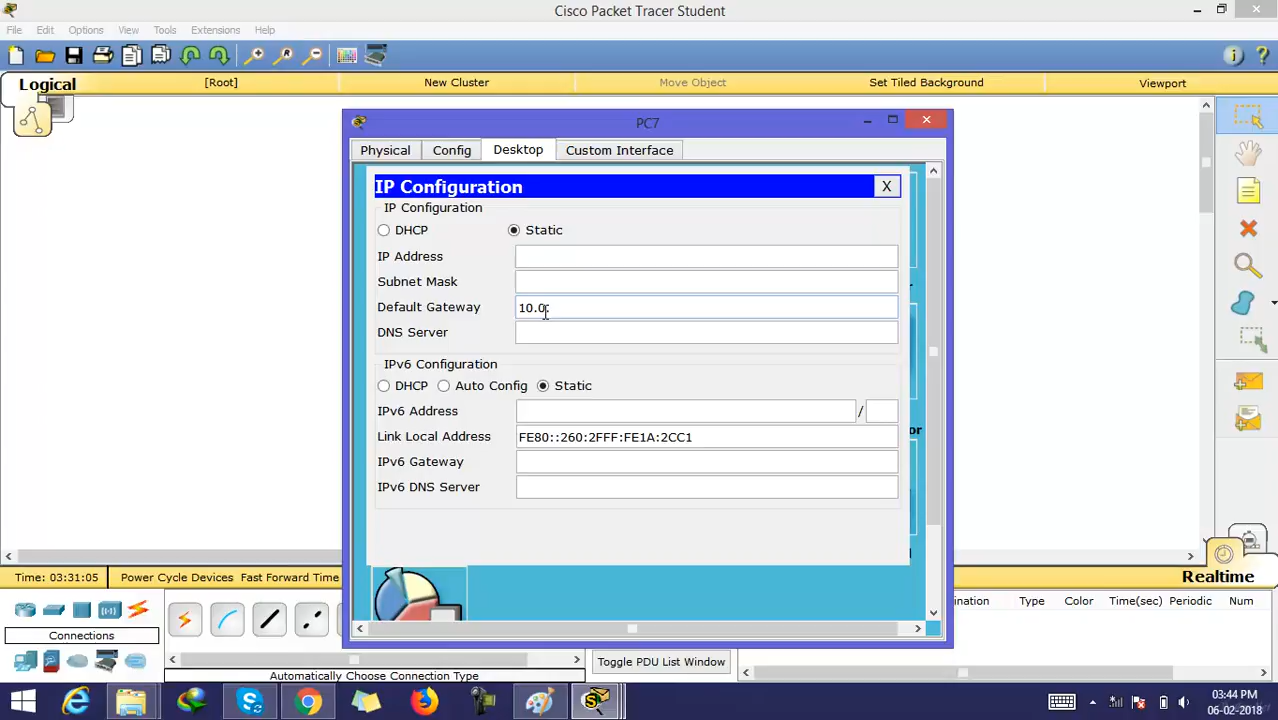 Cisco Packet Tracer Student
File Edit Options View Tools Extensions Help
Logical [Root] New Cluster Move Object Set Tiled Background Viewport
PC7
Physical Config Desktop Custom Interface
IP Configuration X
IP Configuration
DHCP Static
IP Address
Subnet Mask
Default Gateway 10.0.
DNS Server
IPv6 Configuration
DHCP Auto Config Static
IPv6 Address /
Link Local Address FE80::260:2FFF:FE1A:2CC1
IPv6 Gateway
IPv6 DNS Server
or
Time: 03:31:05 Power Cycle Devices Fast Forward Time Realtime
Type Color Time(sec) Periodic Num
Connections
Automatically Choose Connection Type
Toggle PDU List Window
03:44 PM
06-02-2018